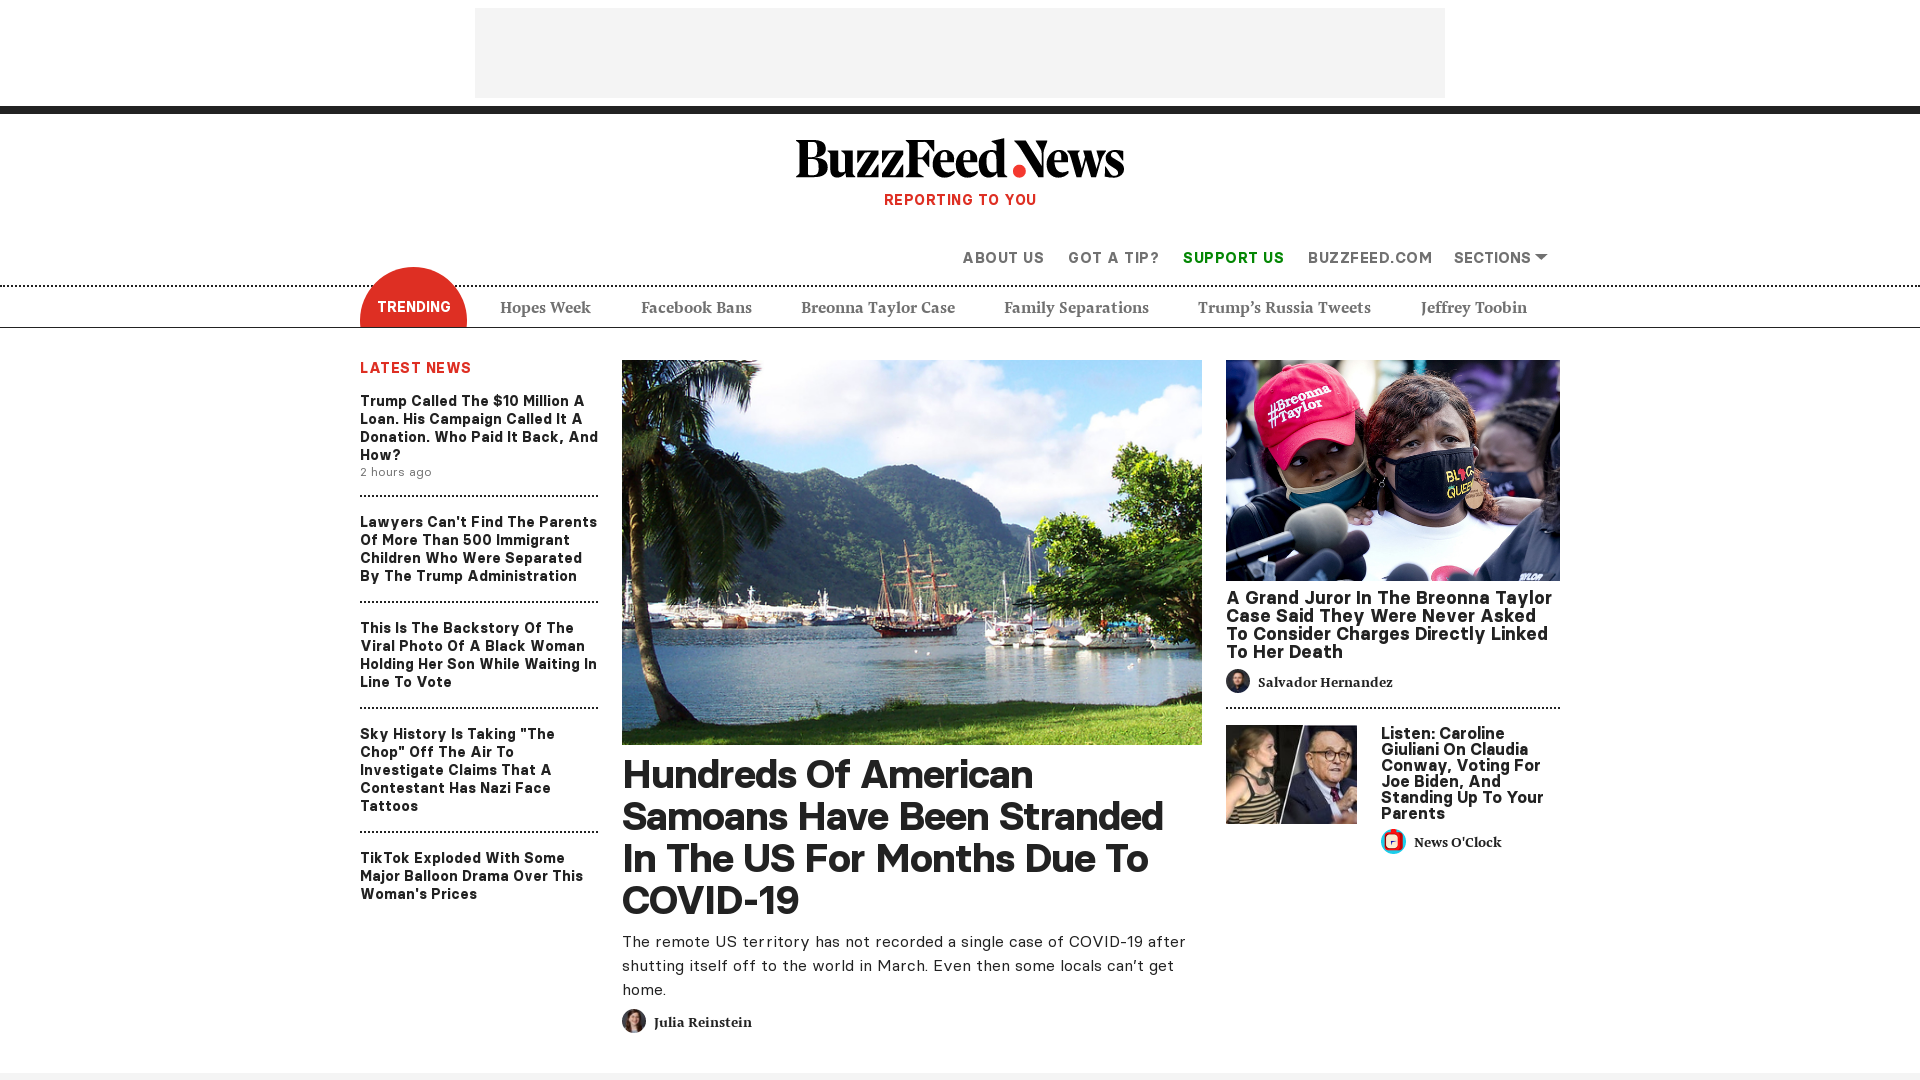 BuzzFeed News
REPORTING TO YOU
ABOUT US
GOT A TIP?
SUPPORT US
BUZZFEED.COM
SECTIONS
TRENDING
Hopes Week
Facebook Bans
Breonna Taylor Case
Family Separations
Trump’s Russia Tweets
Jeffrey Toobin
LATEST NEWS
Trump Called The $10 Million A
Loan. His Campaign Called It A
Donation. Who Paid It Back, And
How?
2 hours ago
Lawyers Can't Find The Parents
Of More Than 500 Immigrant
Children Who Were Separated
By The Trump Administration
This Is The Backstory Of The
Viral Photo Of A Black Woman
Holding Her Son While Waiting In
Line To Vote
Sky History Is Taking "The
Chop" Off The Air To
Investigate Claims That A
Contestant Has Nazi Face
Tattoos
TikTok Exploded With Some
Major Balloon Drama Over This
Woman's Prices
Hundreds Of American
Samoans Have Been Stranded
In The US For Months Due To
COVID-19
The remote US territory has not recorded a single case of COVID-19 after
shutting itself off to the world in March. Even then some locals can’t get
home.
Julia Reinstein
#Breonna
Taylor
A Grand Juror In The Breonna Taylor
Case Said They Were Never Asked
To Consider Charges Directly Linked
To Her Death
Salvador Hernandez
Listen: Caroline
Giuliani On Claudia
Conway, Voting For
Joe Biden, And
Standing Up To Your
Parents
News O'Clock